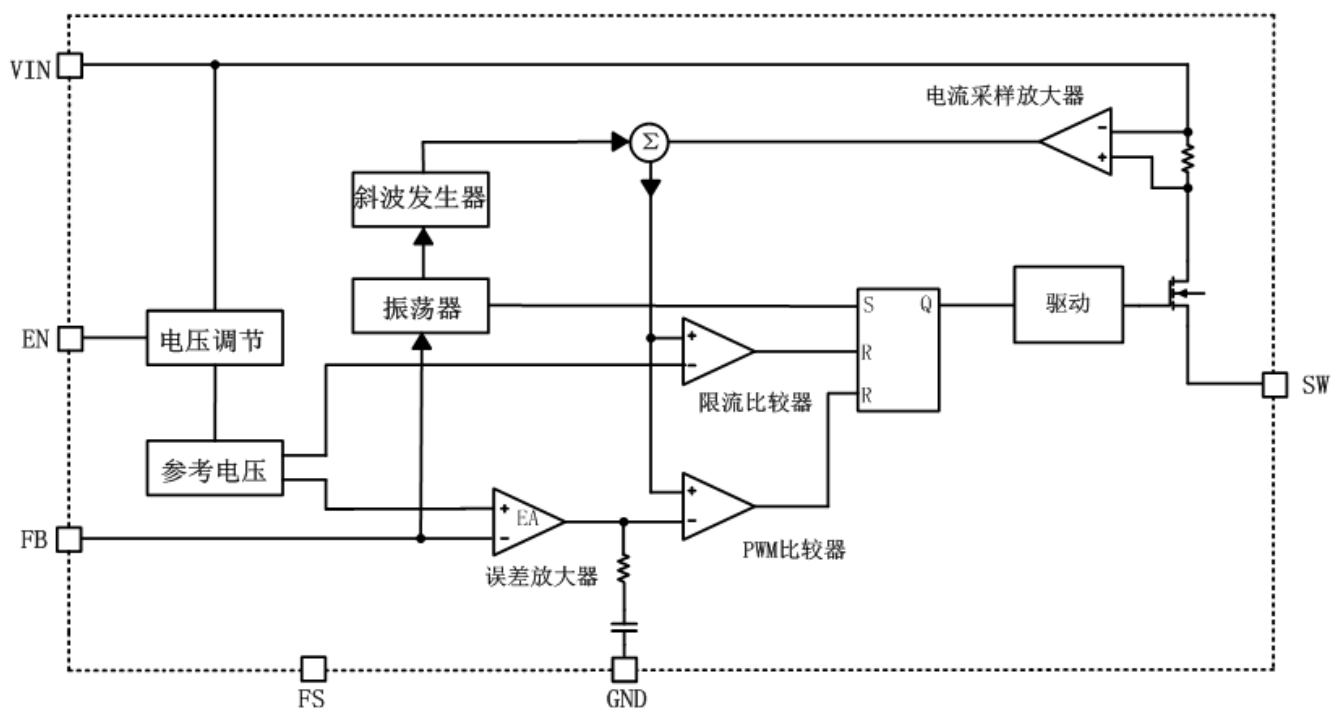 VIN
电流采样放大器
-
+
Σ
斜波发生器
振荡器
S
Q
驱动
EN
电压调节
+
-
R
限流比较器
R
SW
参考电压
+
EA
-
+
-
PWM比较器
FB
误差放大器
FS
GND